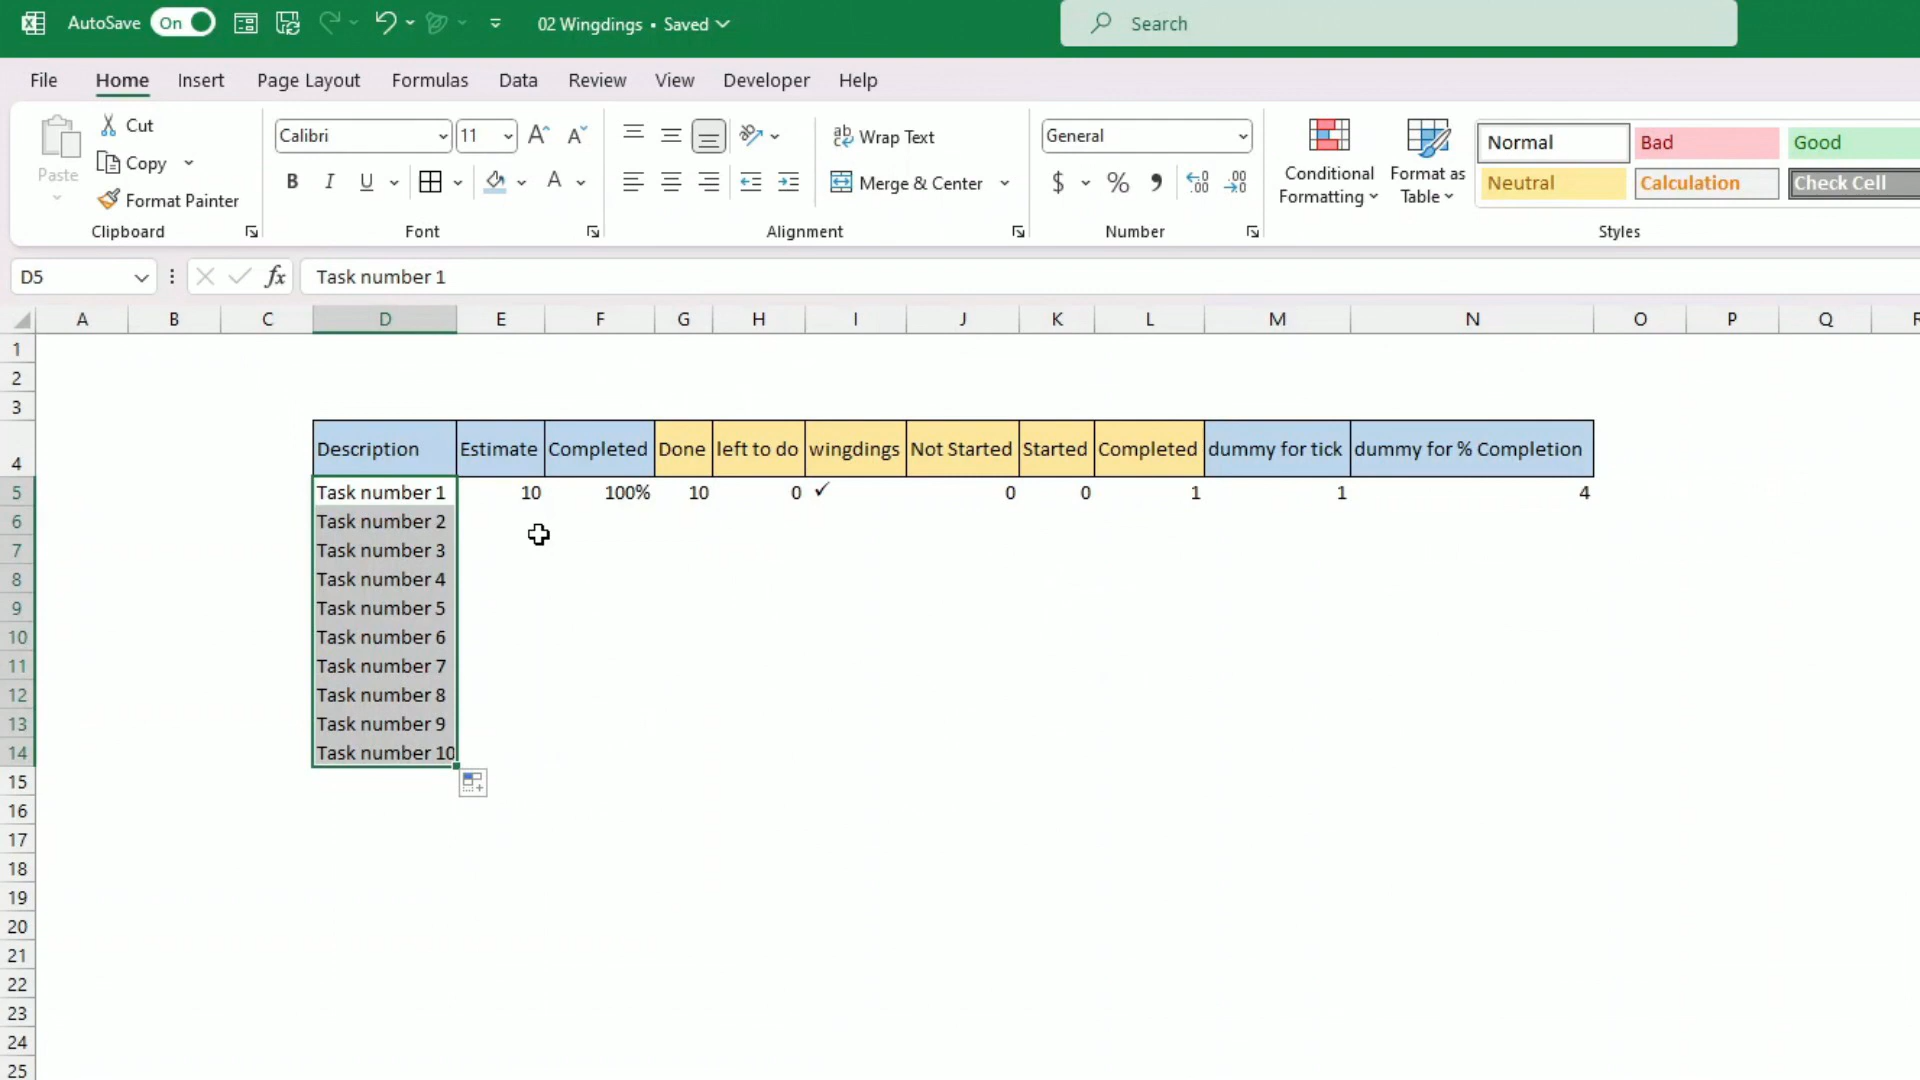 AutoSave On 02 Wingdings • Saved Search
File Home Insert Page Layout Formulas Data Review View Developer Help
Paste Cut Copy Format Painter
Clipboard
Calibri 11
B I U A
Font
Wrap Text
Merge & Center
Alignment
General
$ % 9 .00 .0
Number
Conditional Formatting
Format as Table
Normal Bad Good
Neutral Calculation Check Cell
Styles
D5 fx Task number 1
A B C D E F G H I J K L M N O P Q R
1
2
3
4 Description Estimate Completed Done left to do wingdings Not Started Started Completed dummy for tick dummy for % Completion
5 Task number 1 10 100% 10 0 ✓ 0 0 1 1 4
6 Task number 2
7 Task number 3
8 Task number 4
9 Task number 5
10 Task number 6
11 Task number 7
12 Task number 8
13 Task number 9
14 Task number 10
15
16
17
18
19
20
21
22
23
24
25